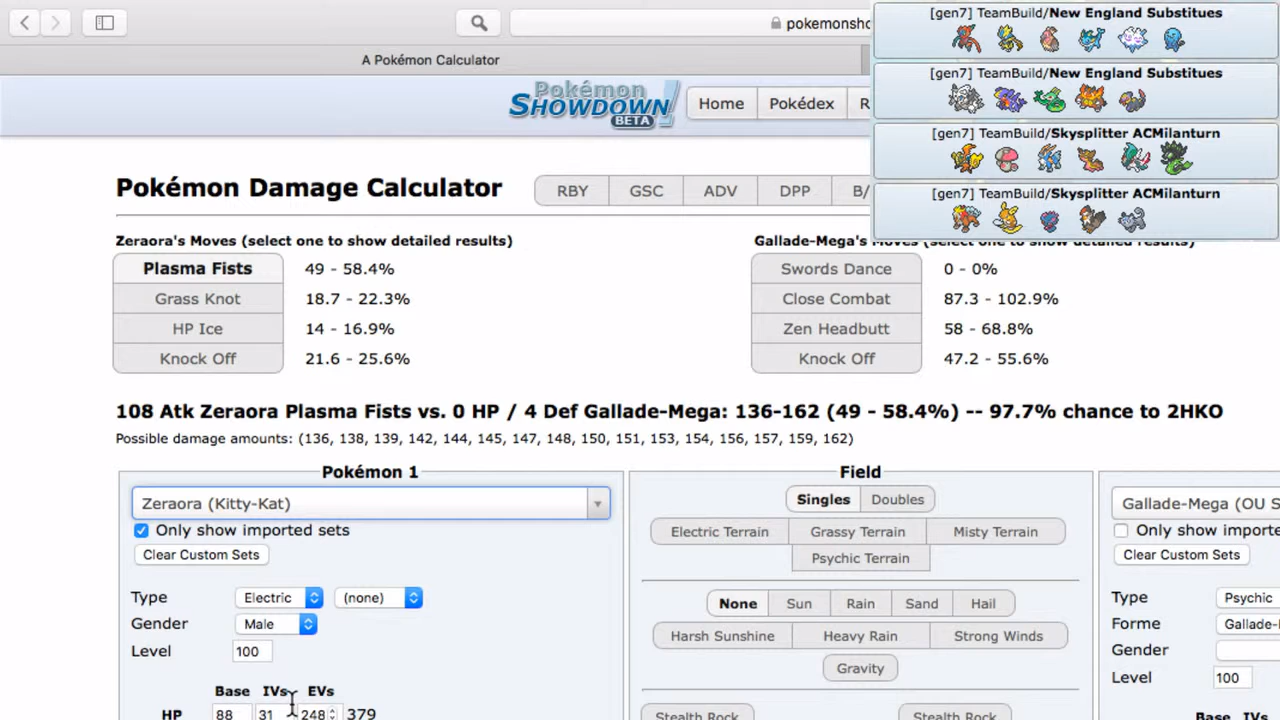 pokemonsho
A Pokémon Calculator
[gen7] TeamBuild/New England Substitues
[gen7] TeamBuild/New England Substitues
[gen7] TeamBuild/Skysplitter ACMilanturn
[gen7] TeamBuild/Skysplitter ACMilanturn
Pokémon SHOWDOWN! BETA
Home Pokédex R
Pokémon Damage Calculator
RBY GSC ADV DPP B/
Zeraora's Moves (select one to show detailed results)
Plasma Fists 49 - 58.4%
Grass Knot 18.7 - 22.3%
HP Ice 14 - 16.9%
Knock Off 21.6 - 25.6%
Gallade-Mega's Moves (select one to show detailed results)
Swords Dance 0 - 0%
Close Combat 87.3 - 102.9%
Zen Headbutt 58 - 68.8%
Knock Off 47.2 - 55.6%
108 Atk Zeraora Plasma Fists vs. 0 HP / 4 Def Gallade-Mega: 136-162 (49 - 58.4%) -- 97.7% chance to 2HKO
Possible damage amounts: (136, 138, 139, 142, 144, 145, 147, 148, 150, 151, 153, 154, 156, 157, 159, 162)
Pokémon 1
Zeraora (Kitty-Kat)
Only show imported sets
Clear Custom Sets
Type Electric (none)
Gender Male
Level 100
Base IVs EVs
HP 88 31 248 379
Field
Singles Doubles
Electric Terrain Grassy Terrain Misty Terrain
Psychic Terrain
None Sun Rain Sand Hail
Harsh Sunshine Heavy Rain Strong Winds
Gravity
Stealth Rock Stealth Rock
Gallade-Mega (OU S
Only show importe
Clear Custom Sets
Type Psychic
Forme Gallade-
Gender
Level 100
Base IVs